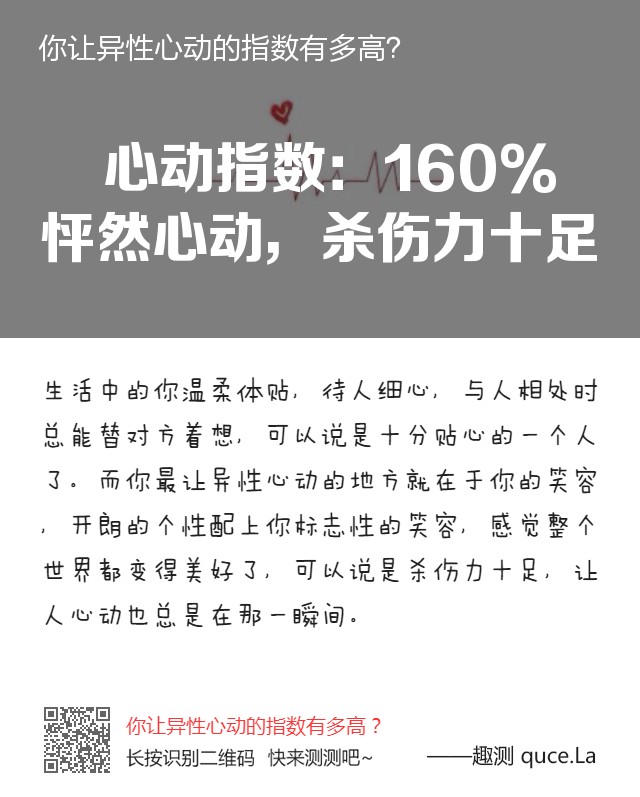 你让异性心动的指数有多高?
心动指数：160%
怦然心动，杀伤力十足
生活中的你温柔体贴，待人细心，与人相处时
总能替对方着想，可以说是十分贴心的一个人
了。而你最让异性心动的地方就在于你的笑容
，开朗的个性配上你标志性的笑容，感觉整个
世界都变得美好了，可以说是杀伤力十足，让
人心动也总是在那一瞬间。
你让异性心动的指数有多高？
长按识别二维码 快来测测吧~
——趣测 quce.La